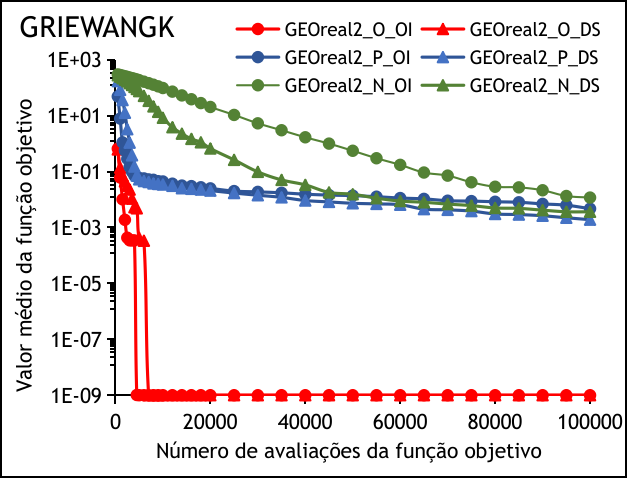 GRIEWANGK
GEOreal2_O_OI GEOreal2_O_DS
GEOreal2_P_OI GEOreal2_P_DS
GEOreal2_N_OI GEOreal2_N_DS
Valor médio da função objetivo
1E+03
1E+01
1E-01
1E-03
1E-05
1E-07
1E-09
0 20000 40000 60000 80000 100000
Número de avaliações da função objetivo